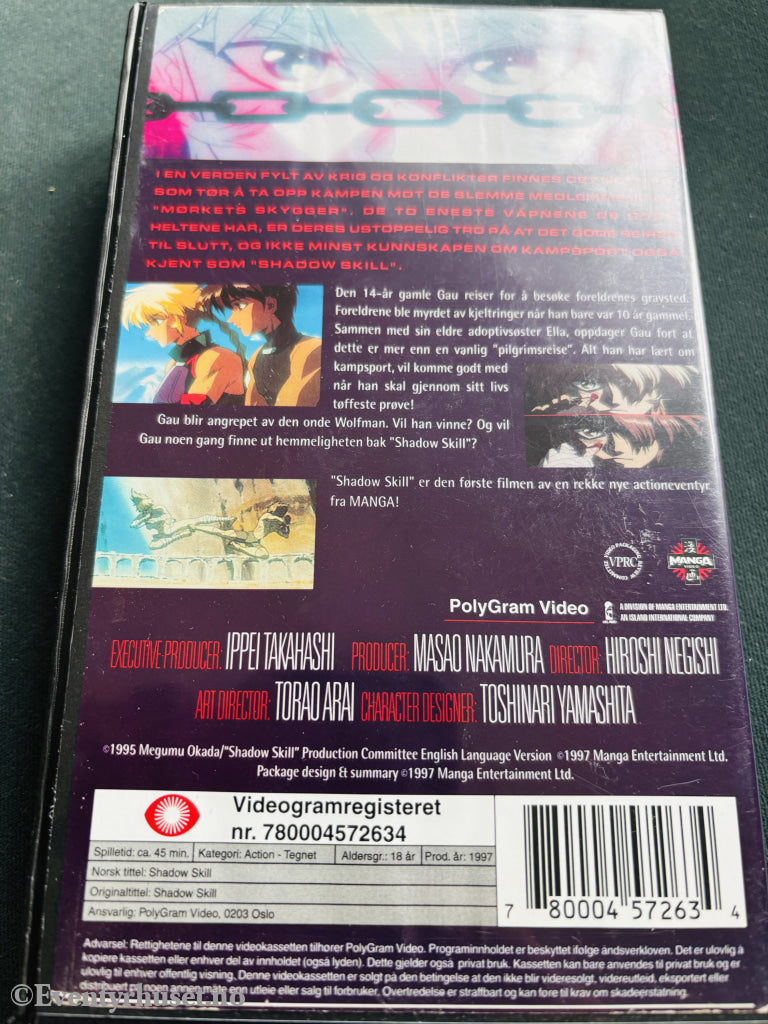 I EN VERDEN FYLT AV KRIG OG KONFLIKTER FINNES DET
SOM TØR Å TA OPP KAMPEN MOT DE SLEMME
"MØRKETS SKYGGER". DE TO ENESTE VÅPNENE DE
HELTENE HAR, ER DERES USTOPPELIG TRO PÅ AT DET GODE SEIRER
TIL SLUTT, OG IKKE MINST KUNNSKAPEN OM KAMPSPORT OGSÅ
KJENT SOM "SHADOW SKILL".
Den 14-år gamle Gau reiser for å besøke foreldrenes gravsted.
Foreldrene ble myrdet av kjeltringer når han bare var 10 år gammel.
Sammen med sin eldre adoptivsøster Ella, oppdager Gau fort at
dette er mer enn en vanlig "pilgrimsreise". Alt han har lært om
kampsport, vil komme godt med
når han skal gjennom sitt livs
tøffeste prøve!
Gau blir angrepet av den onde Wolfman. Vil han vinne? Og vil
Gau noen gang finne ut hemmeligheten bak "Shadow Skill"?
"Shadow Skill" er den første filmen av en rekke nye actioneventyr
fra MANGA!
VIDEO PACKAGING REVIEW COMMITTEE
VPRC
MANGA
VIDEO
PolyGram Video
A DIVISION OF MANGA ENTERTAINMENT LTD.
AN ISLAND INTERNATIONAL COMPANY
EXECUTIVE PRODUCER: IPPEI TAKAHASHI PRODUCER: MASAO NAKAMURA DIRECTOR: HIROSHI NEGISHI
ART DIRECTOR: TORAO ARAI CHARACTER DESIGNER: TOSHINARI YAMASHITA
©1995 Megumu Okada/"Shadow Skill" Production Committee English Language Version ©1997 Manga Entertainment Ltd.
Package design & summary ©1997 Manga Entertainment Ltd.
Videogramregisteret
nr. 780004572634
Spilletid: ca. 45 min. Kategori: Action - Tegnet Aldersgr.: 18 år Prod. år: 1997
Norsk tittel: Shadow Skill
Originaltittel: Shadow Skill
Ansvarlig: PolyGram Video, 0203 Oslo
7 80004 57263 4
Advarsel: Rettighetene til denne videokassetten tilhører PolyGram Video. Programinnholdet er beskyttet ifølge åndsverkloven. Det er ulovlig å
kopiere kassetten eller enhver del av innholdet (også lyden). Dette gjelder også privat bruk. Kassetten kan bare anvendes til privat bruk og er
ulovlig til enhver offentlig visning. Denne videokassetten er solgt på den betingelse at den ikke blir videresolgt, videreutleid, eksportert eller
distribuert på noen annen måte enn utleie eller salg til forbruker. Overtredelse er straffbart og kan føre til krav om skadeerstatning.
© Eventyrhuset.no